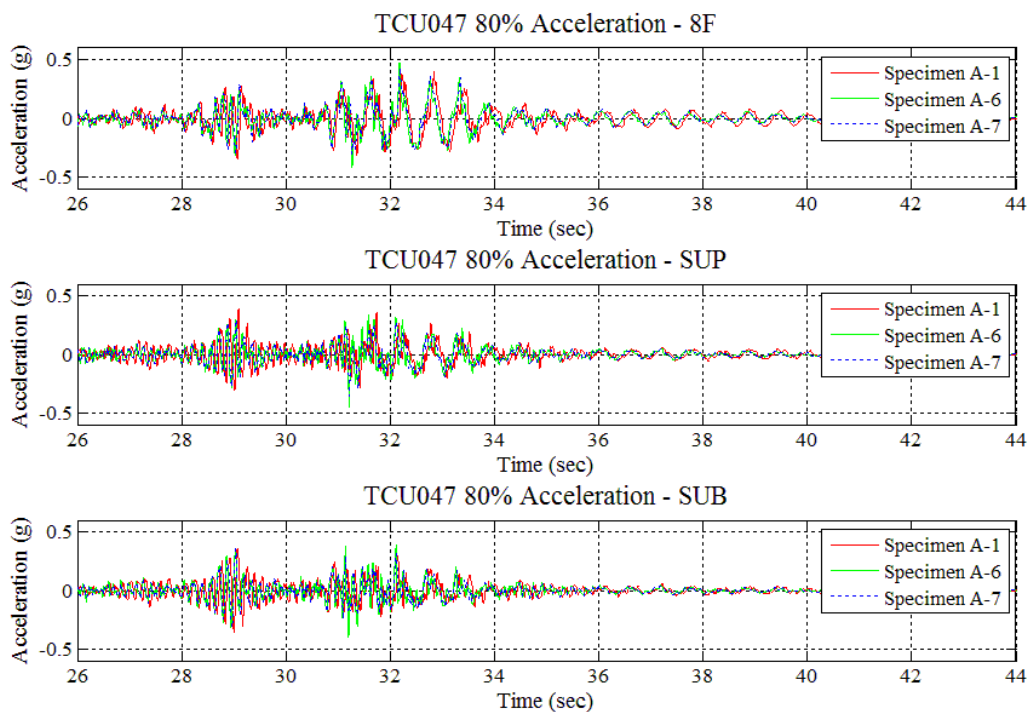 TCU047 80% Acceleration - 8F
Acceleration (g)
0.5
0
-0.5
Specimen A-1
Specimen A-6
Specimen A-7
26 28 30 32 34 36 38 40 42 44
Time (sec)
TCU047 80% Acceleration - SUP
Acceleration (g)
0.5
0
-0.5
Specimen A-1
Specimen A-6
Specimen A-7
26 28 30 32 34 36 38 40 42 44
Time (sec)
TCU047 80% Acceleration - SUB
Acceleration (g)
0.5
0
-0.5
Specimen A-1
Specimen A-6
Specimen A-7
26 28 30 32 34 36 38 40 42 44
Time (sec)